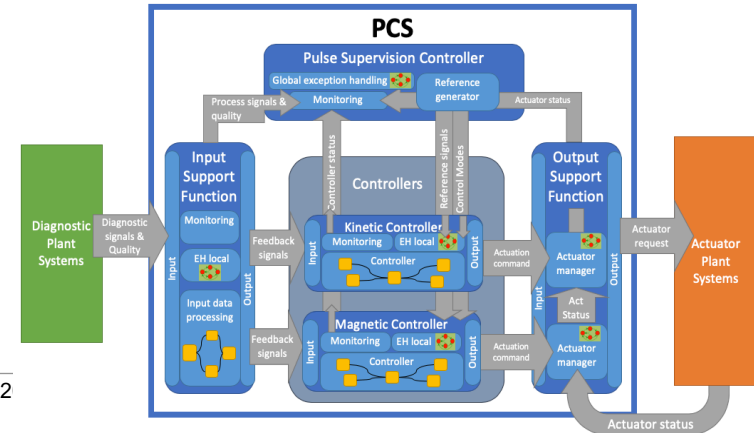 PCS
Pulse Supervision Controller
Global exception handling
Monitoring
Reference
generator
Process signals &
quality
Actuator status
Controller status
Reference signals
Control Modes
Input
Support
Function
Monitoring
EH local
Input data
processing
Input
Output
Diagnostic
Plant
Systems
Diagnostic
signals &
Quality
Feedback
signals
Feedback
signals
Controllers
Kinetic Controller
Monitoring
EH local
Controller
Input
Output
Magnetic Controller
Monitoring
EH local
Controller
Input
Output
Actuation
command
Actuation
command
Output
Support
Function
Actuator
manager
Act
Status
Actuator
manager
Input
Output
Actuator
request
Actuator
Plant
Systems
Actuator status
2